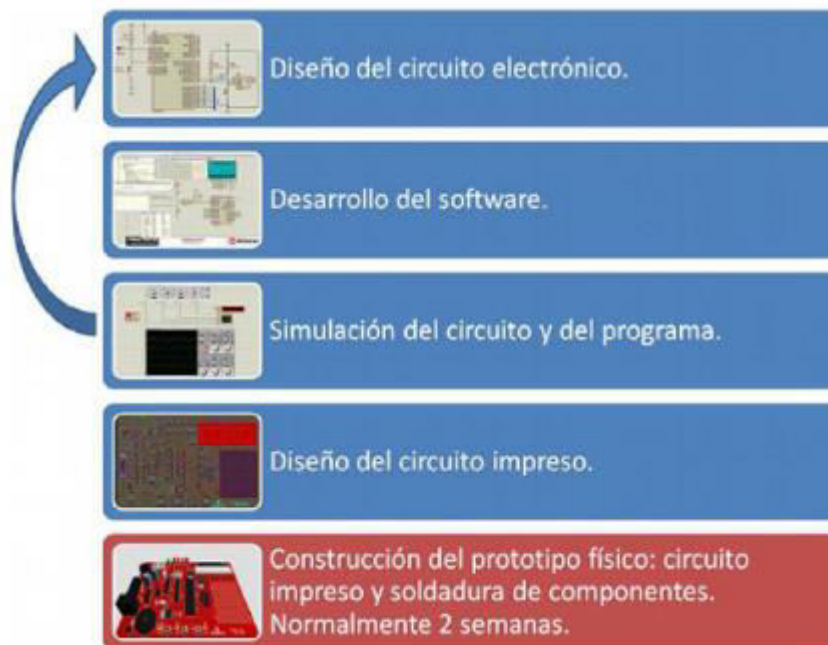 Diseño del circuito electrónico.
Desarrollo del software.
Simulación del circuito y del programa.
Diseño del circuito impreso.
Construcción del prototipo físico: circuito
impreso y soldadura de componentes.
Normalmente 2 semanas.